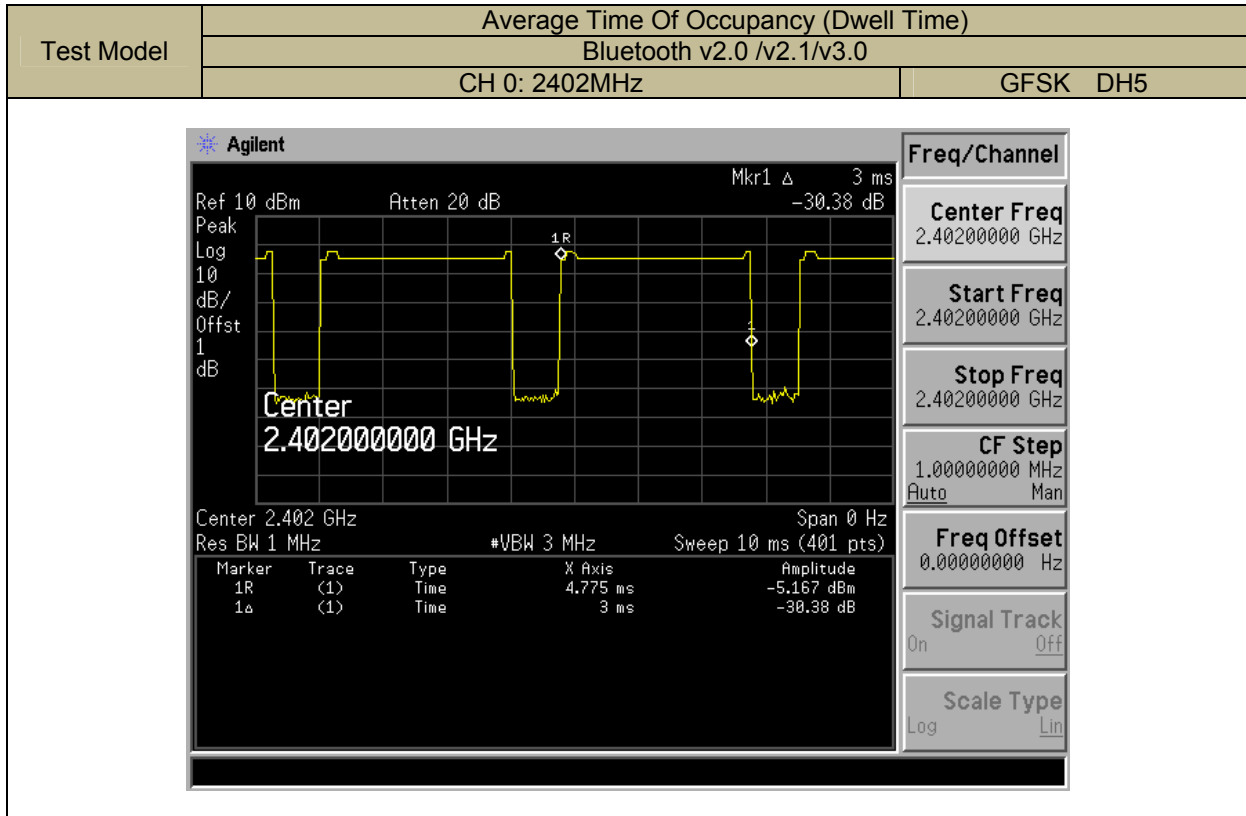 Test Model
Average Time Of Occupancy (Dwell Time)
Bluetooth v2.0 /v2.1/v3.0
CH 0: 2402MHz GFSK DH5
Agilent
Mkr1 Δ 3 ms
Ref 10 dBm Atten 20 dB -30.38 dB
Peak
Log
10
dB/
Offst
1
dB
1R
1
Center
2.402000000 GHz
Center 2.402 GHz Span 0 Hz
Res BW 1 MHz #VBW 3 MHz Sweep 10 ms (401 pts)
Marker Trace Type X Axis Amplitude
1R (1) Time 4.775 ms -5.167 dBm
1Δ (1) Time 3 ms -30.38 dB
Freq/Channel
Center Freq
2.40200000 GHz
Start Freq
2.40200000 GHz
Stop Freq
2.40200000 GHz
CF Step
1.00000000 MHz
Auto Man
Freq Offset
0.00000000 Hz
Signal Track
On Off
Scale Type
Log Lin